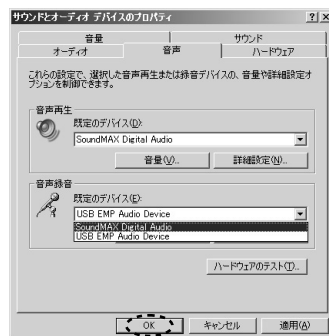 サウンドとオーディオ デバイスのプロパティ
音量
サウンド
オーディオ
音声
ハードウェア
これらの設定で、選択した音声再生または録音デバイスの、音量や詳細設定オ
プションを制御できます。
音声再生
既定のデバイス(D):
SoundMAX Digital Audio
音量(V)...
詳細設定(N)...
音声録音
既定のデバイス(E):
USB EMP Audio Device
SoundMAX Digital Audio
USB EMP Audio Device
ハードウェアのテスト(T)...
OK
キャンセル
適用(A)